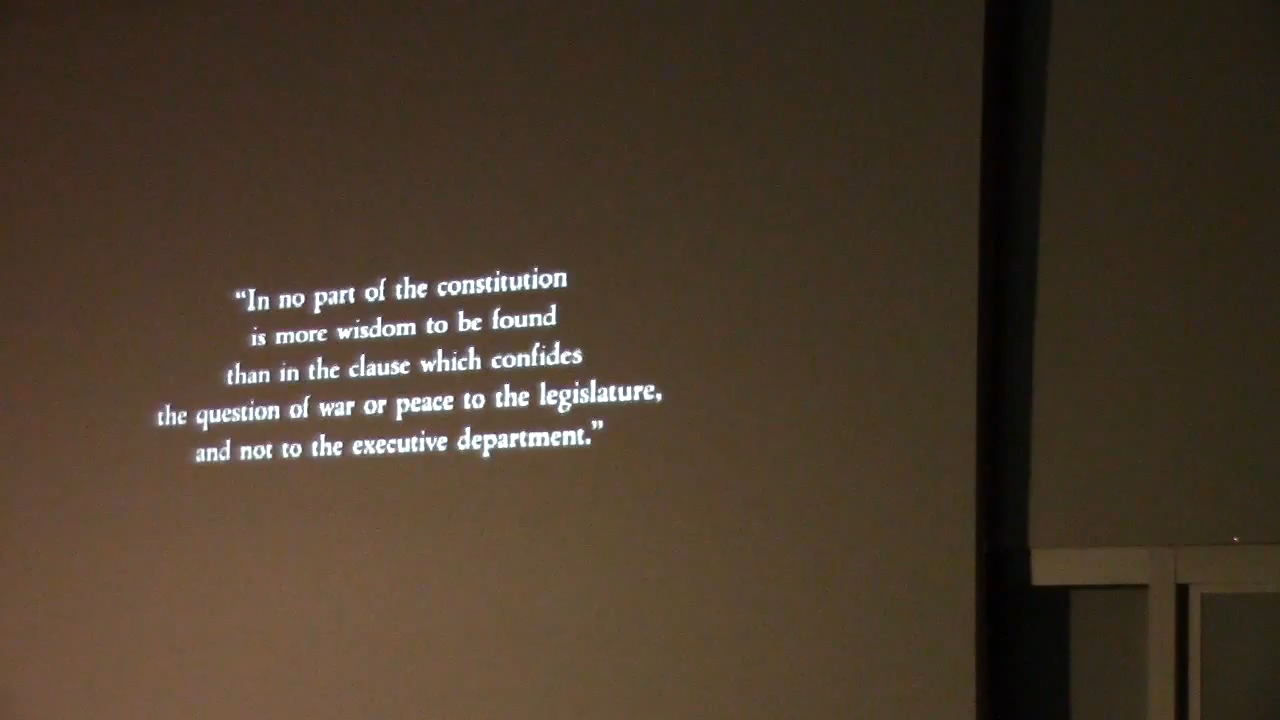 “In no part of the constitution
is more wisdom to be found
than in the clause which confides
the question of war or peace to the legislature,
and not to the executive department.”